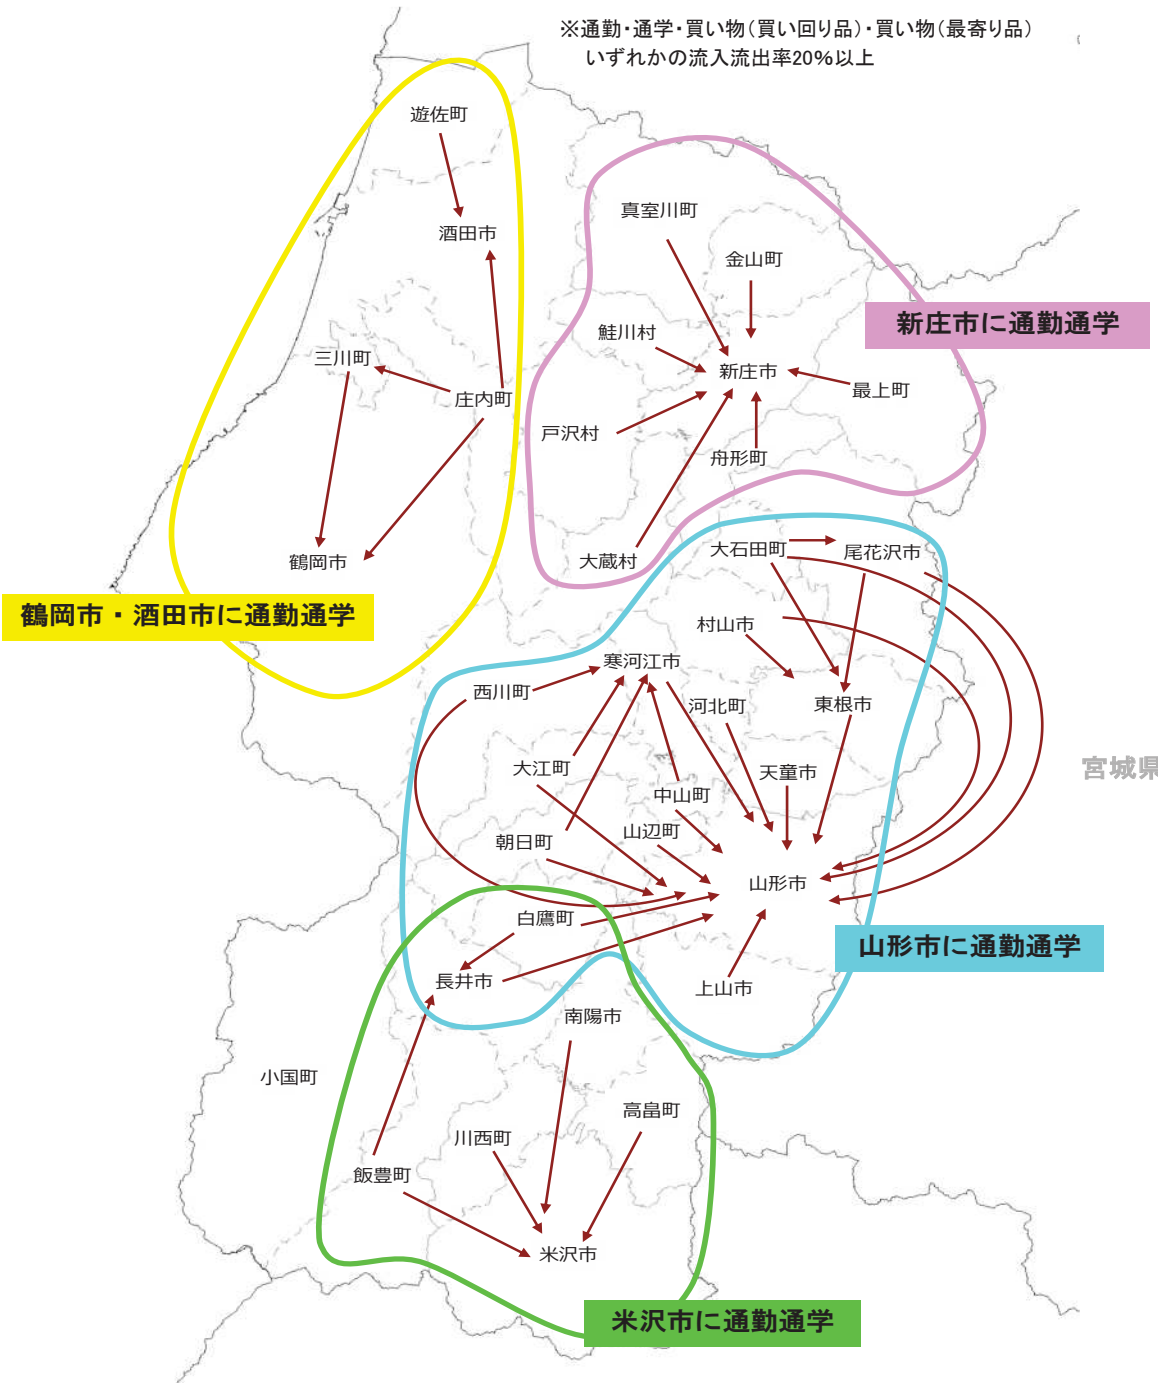 ※通勤・通学・買い物（買い回り品）・買い物（最寄り品）
いずれかの流入流出率20%以上
遊佐町
酒田市
三川町
庄内町
鶴岡市
鶴岡市・酒田市に通勤通学
真室川町
金山町
鮭川村
新庄市
最上町
戸沢村
舟形町
大蔵村
新庄市に通勤通学
大石田町
尾花沢市
村山市
寒河江市
西川町
河北町
東根市
大江町
天童市
中山町
朝日町
山辺町
山形市
白鷹町
長井市
上山市
山形市に通勤通学
宮城県
南陽市
小国町
高畠町
川西町
飯豊町
米沢市
米沢市に通勤通学